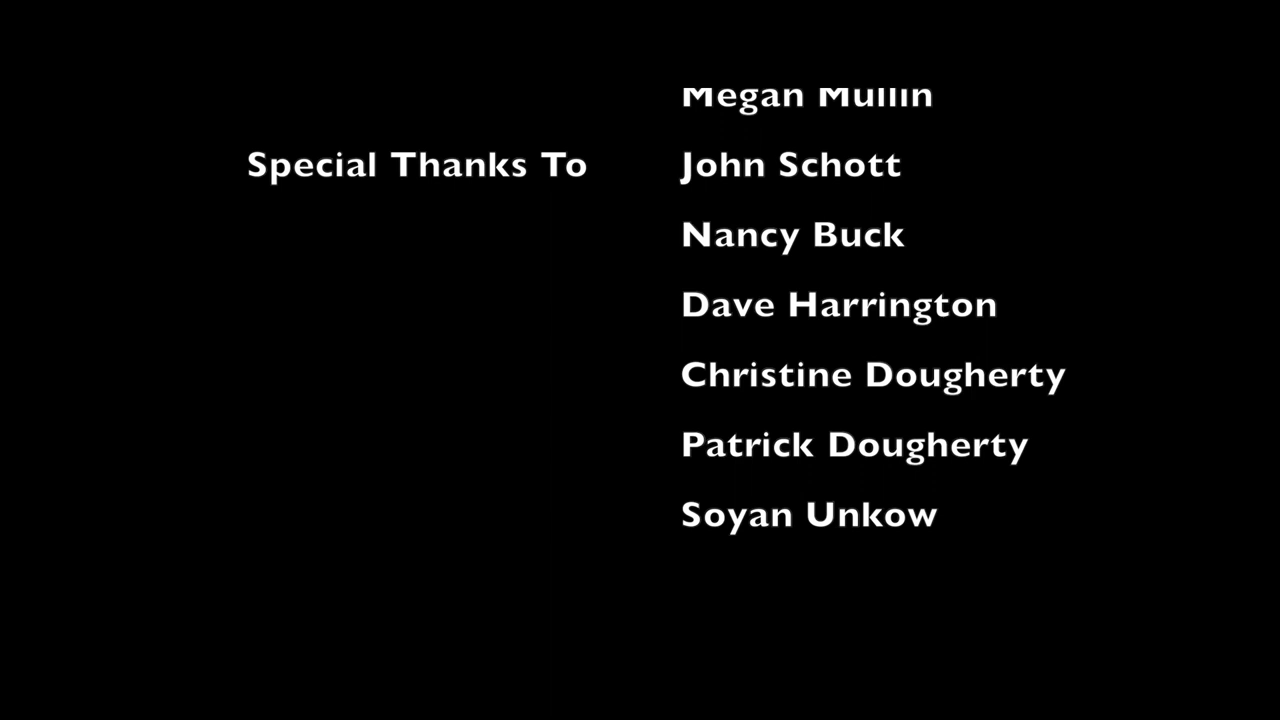 Megan Mullin
Special Thanks To John Schott
Nancy Buck
Dave Harrington
Christine Dougherty
Patrick Dougherty
Soyan Unkow